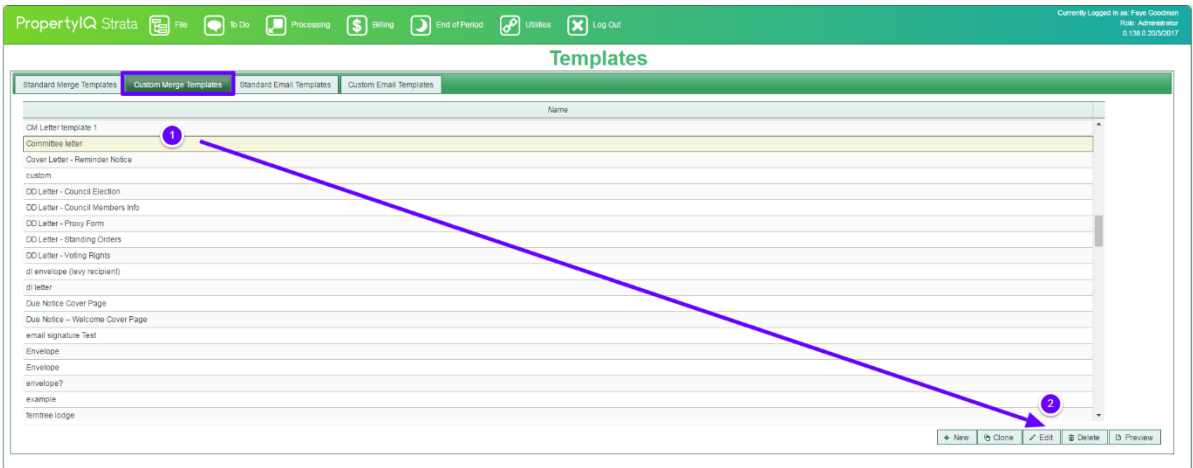 PropertyIQ Strata File To Do Processing $ Billing End of Period Utilities Log Out
Currently Logged In as: Faye Goodman
Role: Administrator
0.138.0 20/3/2017
Templates
Standard Merge Templates Custom Merge Templates Standard Email Templates Custom Email Templates
Name
CM Letter template 1
1
Committee letter
Cover Letter - Reminder Notice
custom
DD Letter - Council Election
DD Letter - Council Members Info
DD Letter - Proxy Form
DD Letter - Standing Orders
DD Letter - Voting Rights
dl envelope (levy recipient)
dl letter
Due Notice Cover Page
Due Notice – Welcome Cover Page
email signature Test
Envelope
Envelope
envelope?
example
2
ferntree lodge
+ New Clone Edit Delete Preview